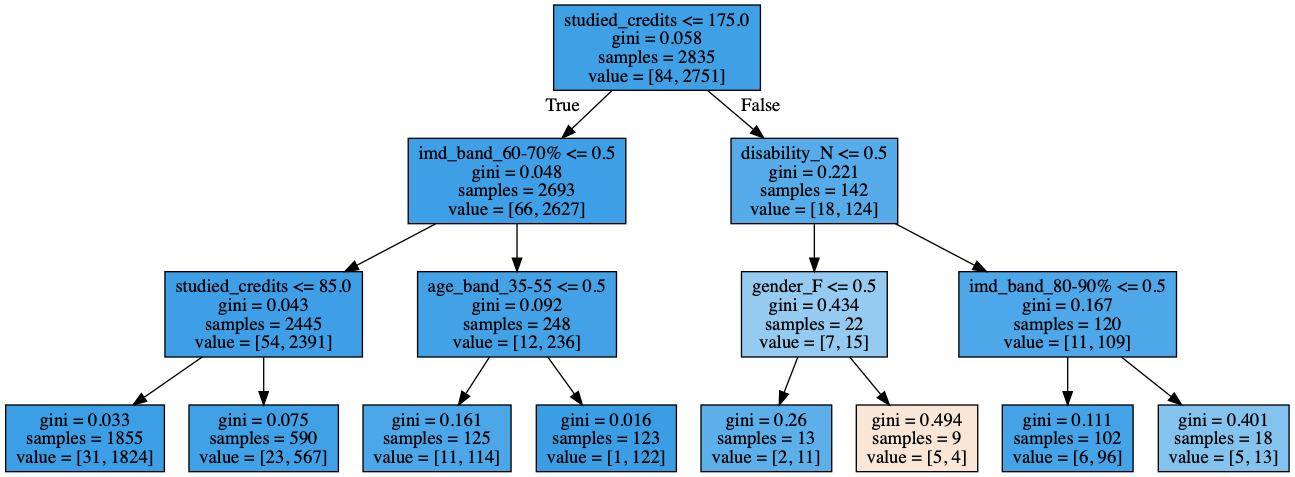 studied_credits <= 175.0
gini = 0.058
samples = 2835
value = [84, 2751]
True
False
imd_band_60-70% <= 0.5
gini = 0.048
samples = 2693
value = [66, 2627]
disability_N <= 0.5
gini = 0.221
samples = 142
value = [18, 124]
studied_credits <= 85.0
gini = 0.043
samples = 2445
value = [54, 2391]
age_band_35-55 <= 0.5
gini = 0.092
samples = 248
value = [12, 236]
gender_F <= 0.5
gini = 0.434
samples = 22
value = [7, 15]
imd_band_80-90% <= 0.5
gini = 0.167
samples = 120
value = [11, 109]
gini = 0.033
samples = 1855
value = [31, 1824]
gini = 0.075
samples = 590
value = [23, 567]
gini = 0.161
samples = 125
value = [11, 114]
gini = 0.016
samples = 123
value = [1, 122]
gini = 0.26
samples = 13
value = [2, 11]
gini = 0.494
samples = 9
value = [5, 4]
gini = 0.111
samples = 102
value = [6, 96]
gini = 0.401
samples = 18
value = [5, 13]